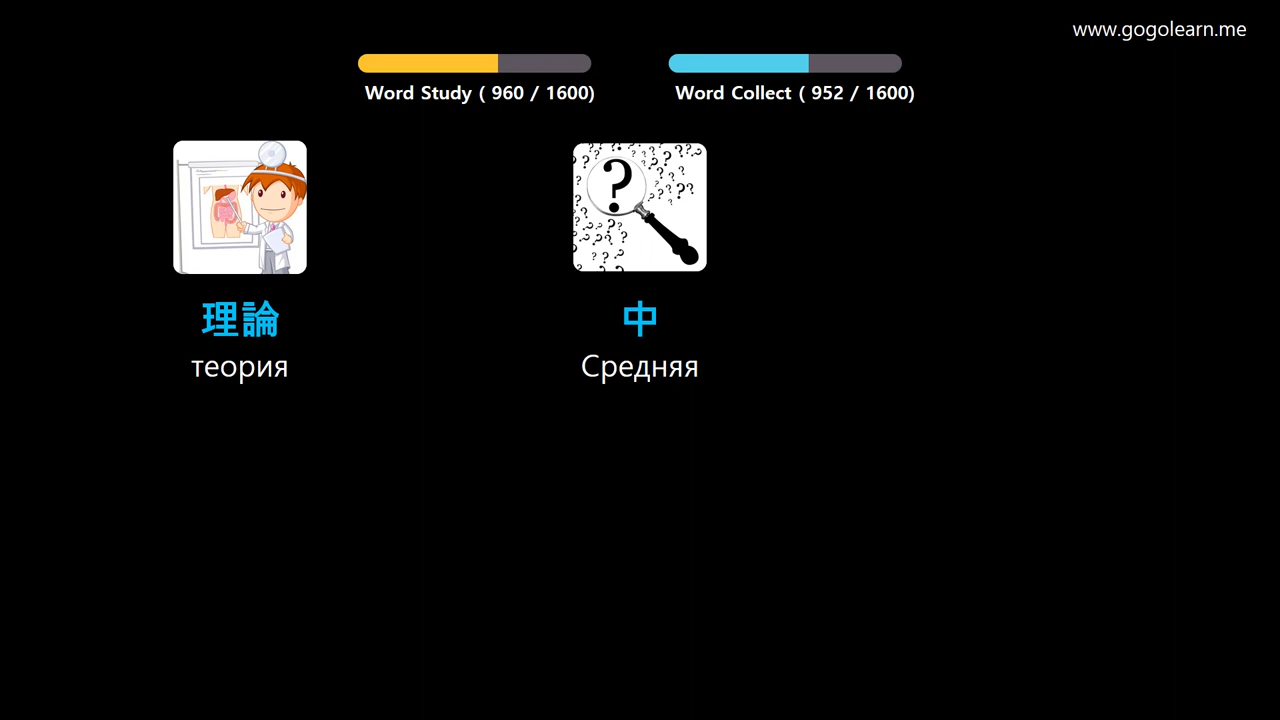 www.gogolearn.me
Word Study ( 960 / 1600)
Word Collect ( 952 / 1600)
理論
теория
中
Средняя